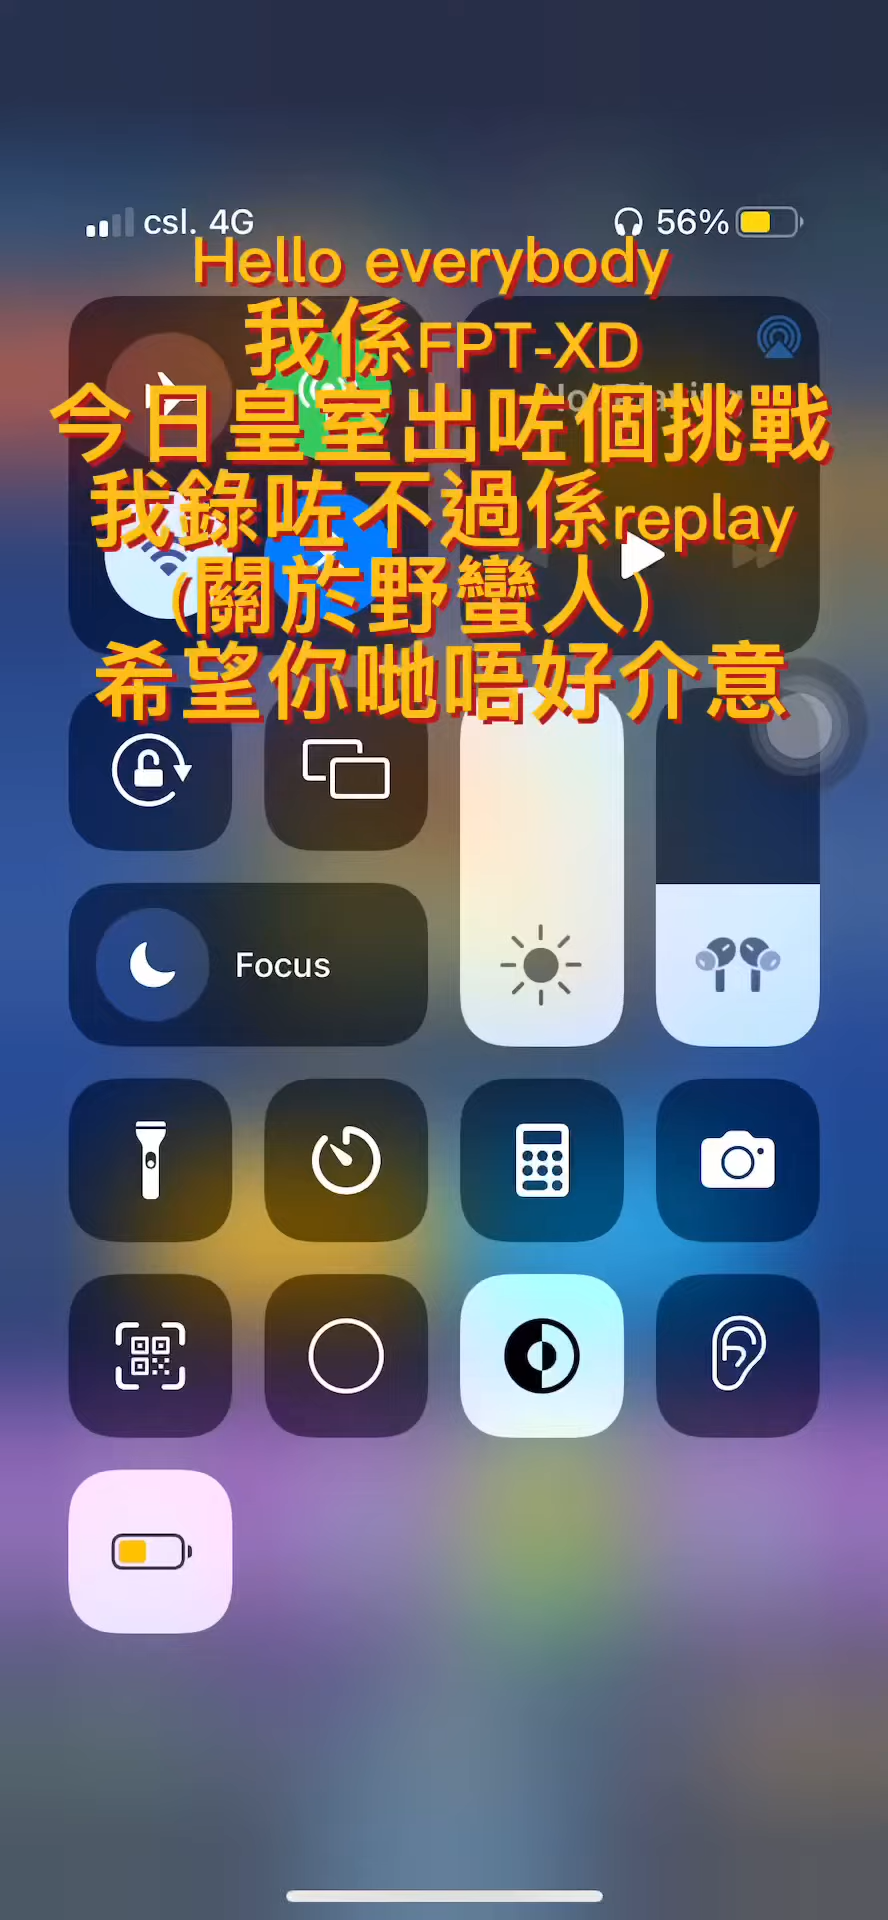 csl. 4G
56%
Hello everybody
我係FPT-XD
今日皇室出咗個挑戰
我錄咗不過係replay
（關於野蠻人）
希望你哋唔好介意
Focus